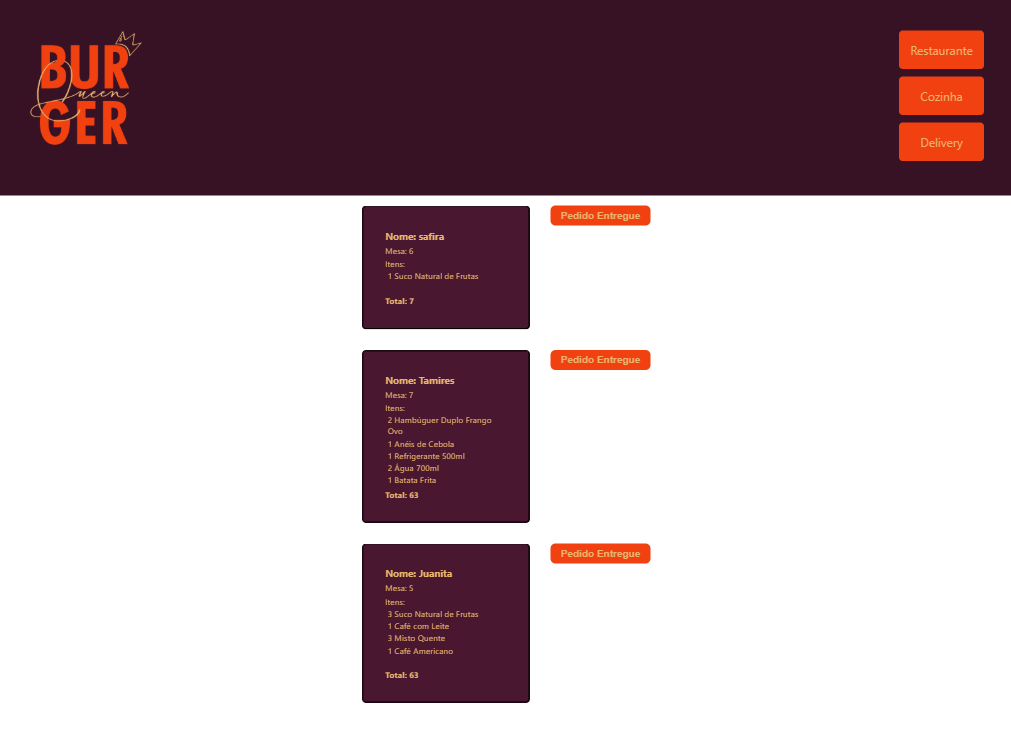 BUR
Queen
GER
Restaurante
Cozinha
Delivery
Nome: safira
Mesa: 6
Itens:
1 Suco Natural de Frutas
Total: 7
Pedido Entregue
Nome: Tamires
Mesa: 7
Itens:
2 Hambúguer Duplo Frango
Ovo
1 Anéis de Cebola
1 Refrigerante 500ml
2 Água 700ml
1 Batata Frita
Total: 63
Pedido Entregue
Nome: Juanita
Mesa: 5
Itens:
3 Suco Natural de Frutas
1 Café com Leite
3 Misto Quente
1 Café Americano
Total: 63
Pedido Entregue